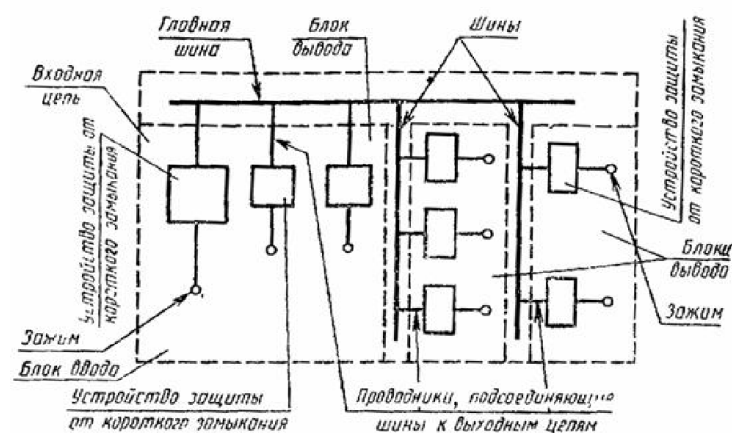 Главная
шина
Блок
вывода
Шины
Устройство защиты
от короткого замыкания
Входная
цепь
Устройство защиты от
короткого замыкания
Блоки
вывода
Зажим
Зажим
Блок ввода
Устройство защиты
от короткого замыкания
Проводники, подсоединяющие
шины к выходным цепям